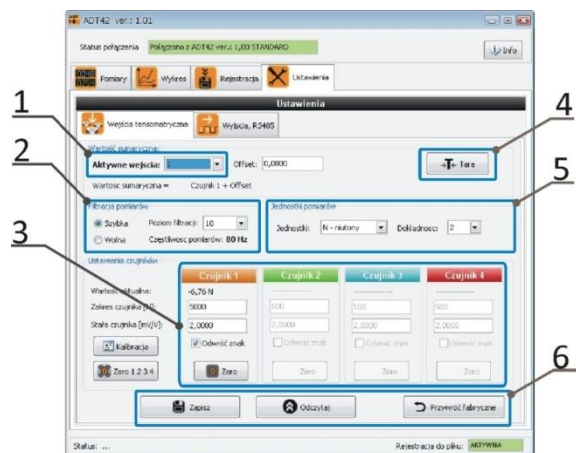 ADT42 ver.: 1.01
Status połączenia Połączono z ADT42 ver.: 1,00 STANDARD Info
Pomiary Wykres Rejestracja Ustawienia
Ustawienia
1
Wejścia tensometryczne Wyjścia, RS485
4
Wartość sumaryczna:
Aktywne wejścia: 1 Offset: 0,0000 Tara
2
Wartosc sumaryczna = Czujnik 1 + Offset
5
Filtracja pomiarów Jednostki pomiarów
Szybka Poziom filtracji: 10 Jednostki: N - niutony Dokladnosc: 2
3
Wolna Częstliwosc pomiarów: 80 Hz
Ustawienia czujników
Czujnik 1 Czujnik 2 Czujnik 3 Czujnik 4
Wartość aktualna: -6,76 N ------------- ------------- -------------
Zakres czujnika [N]: 5000 500 500 500
Stała czujnika [mV/V]: 2,0000 2,0000 2,0000 2,0000
Kalibracja Odwróć znak Odwróć znak Odwróć znak Odwróć znak
Zero 1 2 3 4 Zero Zero Zero Zero
6
Zapisz Odczytaj Przywróć fabryczne
Status: ... Rejestracja do pliku: AKTYWNA